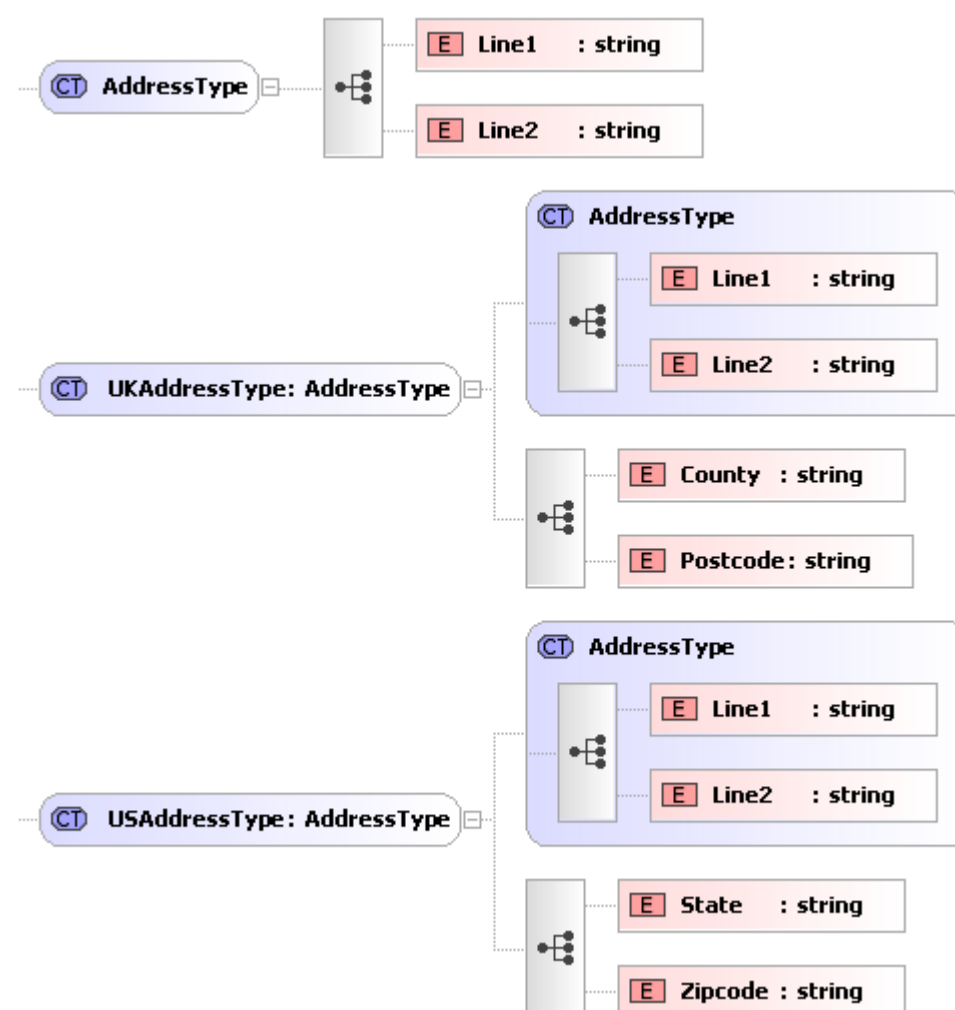 CT AddressType
E Line1 : string
E Line2 : string
CT AddressType
E Line1 : string
E Line2 : string
CT UKAddressType: AddressType
E County : string
E Postcode: string
CT AddressType
E Line1 : string
E Line2 : string
CT USAddressType: AddressType
E State : string
E Zipcode : string